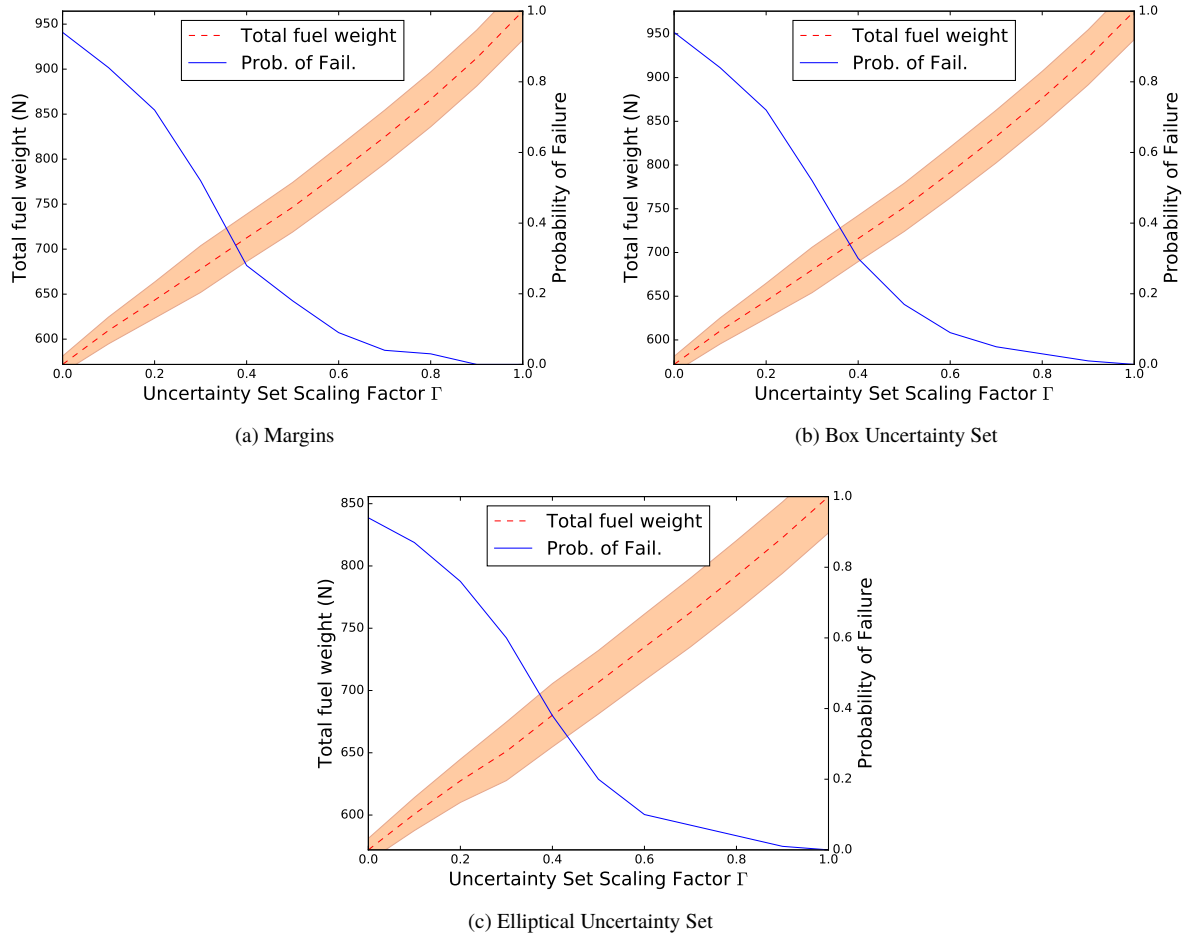 Total fuel weight
Prob. of Fail.
Total fuel weight (N)
950
900
850
800
750
700
650
600
1.0
0.8
0.6
0.4
0.2
0.0
Probability of Failure
0.0 0.2 0.4 0.6 0.8 1.0
Uncertainty Set Scaling Factor Γ
(a) Margins
Total fuel weight
Prob. of Fail.
Total fuel weight (N)
950
900
850
800
750
700
650
600
1.0
0.8
0.6
0.4
0.2
0.0
Probability of Failure
0.0 0.2 0.4 0.6 0.8 1.0
Uncertainty Set Scaling Factor Γ
(b) Box Uncertainty Set
Total fuel weight
Prob. of Fail.
Total fuel weight (N)
850
800
750
700
650
600
1.0
0.8
0.6
0.4
0.2
0.0
Probability of Failure
0.0 0.2 0.4 0.6 0.8 1.0
Uncertainty Set Scaling Factor Γ
(c) Elliptical Uncertainty Set